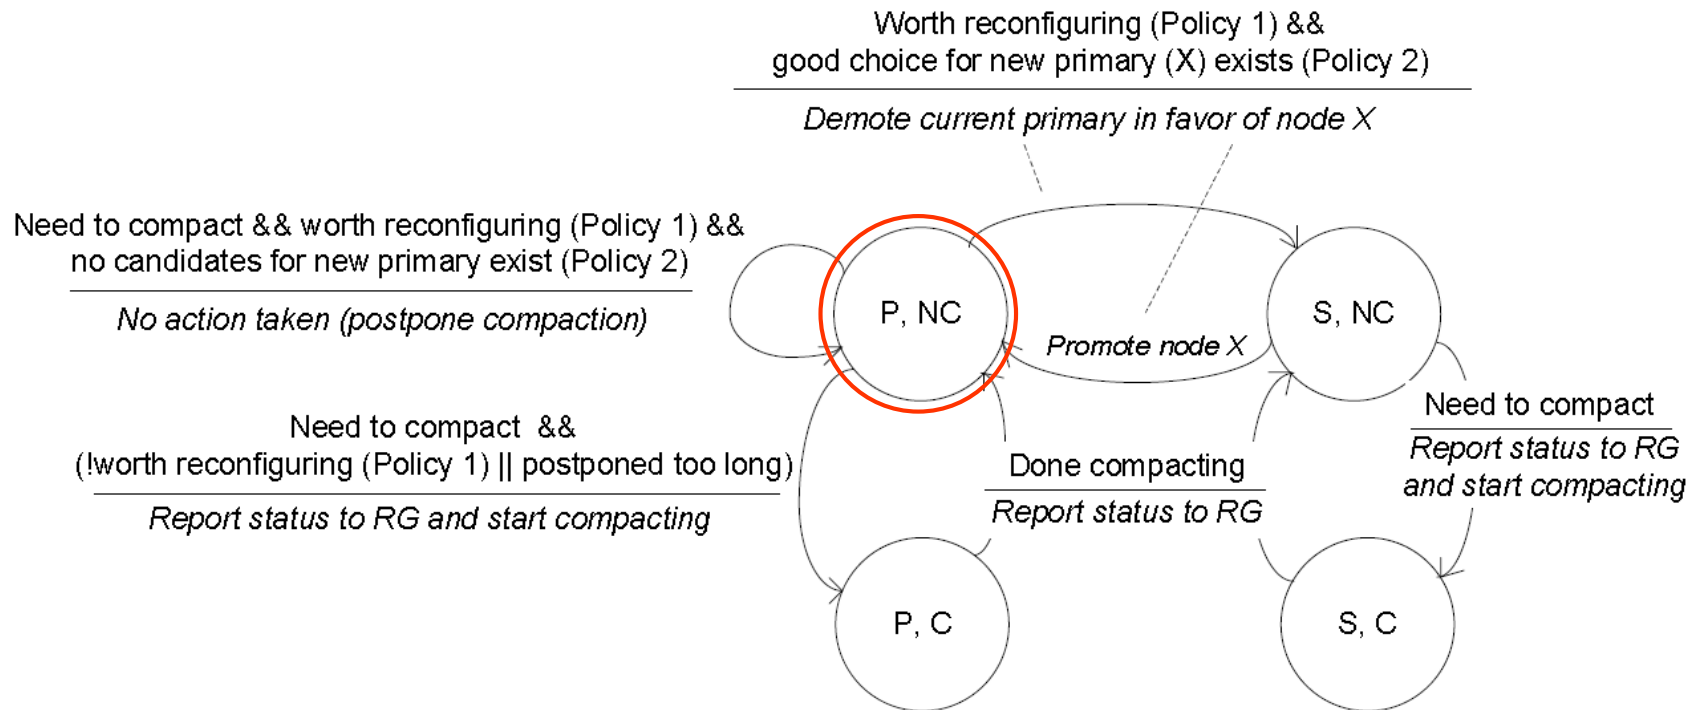 Worth reconfiguring (Policy 1) &&
good choice for new primary (X) exists (Policy 2)
Demote current primary in favor of node X
Need to compact && worth reconfiguring (Policy 1) &&
no candidates for new primary exist (Policy 2)
No action taken (postpone compaction)
P, NC
S, NC
Promote node X
Need to compact &&
(!worth reconfiguring (Policy 1) || postponed too long)
Report status to RG and start compacting
Done compacting
Report status to RG
Need to compact
Report status to RG
and start compacting
P, C
S, C